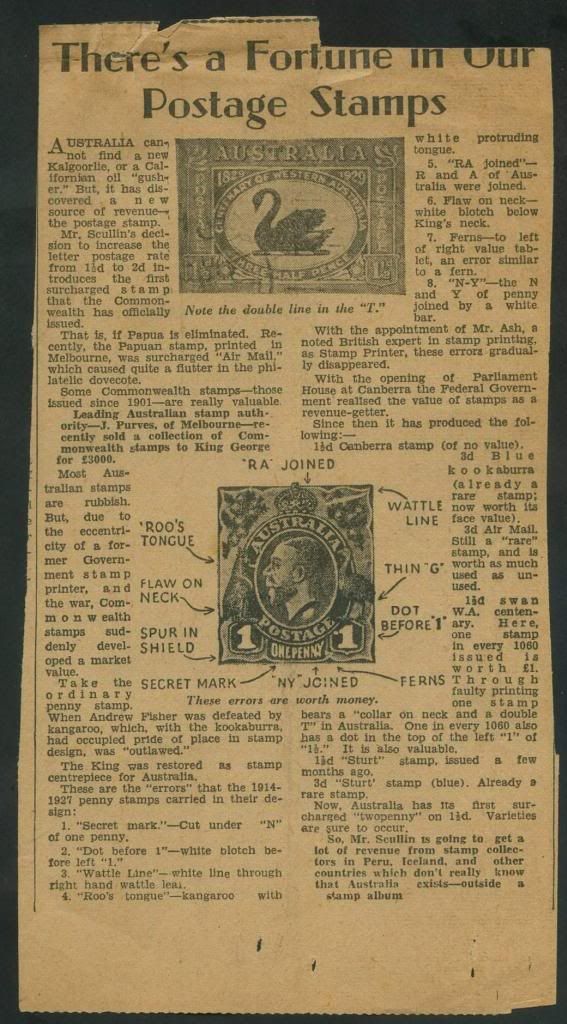 There's a Fortune in Our
Postage Stamps
AUSTRALIA can-
not find a new
Kalgoorlie, or a Cal-
ifornian oil "gush-
er." But, it has dis-
covered a new
source of revenue—
the postage stamp.
Mr. Scullin's deci-
sion to increase the
letter postage rate
from 1½d to 2d in-
troduces the first
surcharged stamp
that the Common-
wealth has officially
issued.
That is, if Papua is eliminated. Re-
cently, the Papuan stamp, printed in
Melbourne, was surcharged "Air Mail,"
which caused quite a flutter in the phi-
latelic dovecote.
Some Commonwealth stamps—those
issued since 1901—are really valuable.
Leading Australian stamp auth-
ority—J. Purves, of Melbourne—re-
cently sold a collection of Com-
monwealth stamps to King George
for £3000.
Most Aus-
tralian stamps
are rubbish.
But, due to
the eccentri-
city of a for-
mer Govern-
ment stamp
printer, and
the war, Com-
monwealth
stamps sud-
denly devel-
oped a market
value.
Take the
ordinary
penny stamp.
When Andrew Fisher was defeated by
kangaroo, which, with the kookaburra,
had occupied pride of place in stamp
design, was "outlawed."
The King was restored as stamp
centrepiece for Australia.
These are the "errors" that the 1914-
1927 penny stamps carried in their de-
sign:
1. "Secret mark."—Cut under "N"
of one penny.
2. "Dot before 1"—white blotch be-
fore left "1."
3. "Wattle Line"—white line through
right hand wattle leaf.
4. "Roo's tongue"—kangaroo with
AUSTRALIA
1829 1929
CENTENARY OF WESTERN AUSTRALIA
POSTAGE
POSTAGE
1½D THREE HALF PENCE 1½D
Note the double line in the "T."
white protruding
tongue.
5. "RA joined"—
R and A of Aus-
tralia were joined.
6. Flaw on neck—
white blotch below
King's neck.
7. Ferns—to left
of right value tab-
let, an error similar
to a fern.
8. "N-Y"—the N
and Y of penny
joined by a white
bar.
With the appointment of Mr. Ash, a
noted British expert in stamp printing,
as Stamp Printer, these errors gradual-
ly disappeared.
With the opening of Parliament
House at Canberra the Federal Govern-
ment realised the value of stamps as a
revenue-getter.
Since then it has produced the fol-
lowing:—
1½d Canberra stamp (of no value).
3d Blue
kookaburra
(already a
rare stamp;
now worth its
face value).
3d Air Mail.
Still a "rare"
stamp, and is
worth as much
used as un-
used.
1½d swan
W.A. centen-
ary. Here,
one stamp
in every 1060
issued is
worth £1.
Through
faulty printing
one stamp
bears a "collar on neck and a double
T" in Australia. One in every 1060 also
has a dot in the top of the left "1" of
"1½." It is also valuable.
1½d "Sturt" stamp, issued a few
months ago.
3d "Sturt' stamp (blue). Already a
rare stamp.
Now, Australia has its first sur-
charged "twopenny" on 1½d. Varieties
are sure to occur.
So, Mr. Scullin is going to get a
lot of revenue from stamp collec-
tors in Peru, Iceland, and other
countries which don't really know
that Australia exists—outside a
stamp album
"RA" JOINED
'ROO'S
TONGUE
WATTLE
LINE
FLAW ON
NECK
THIN "G"
DOT
BEFORE "1"
SPUR IN
SHIELD
SECRET MARK
"NY" JOINED
FERNS
AUSTRALIA
POSTAGE
1 ONE PENNY 1
These errors are worth money.